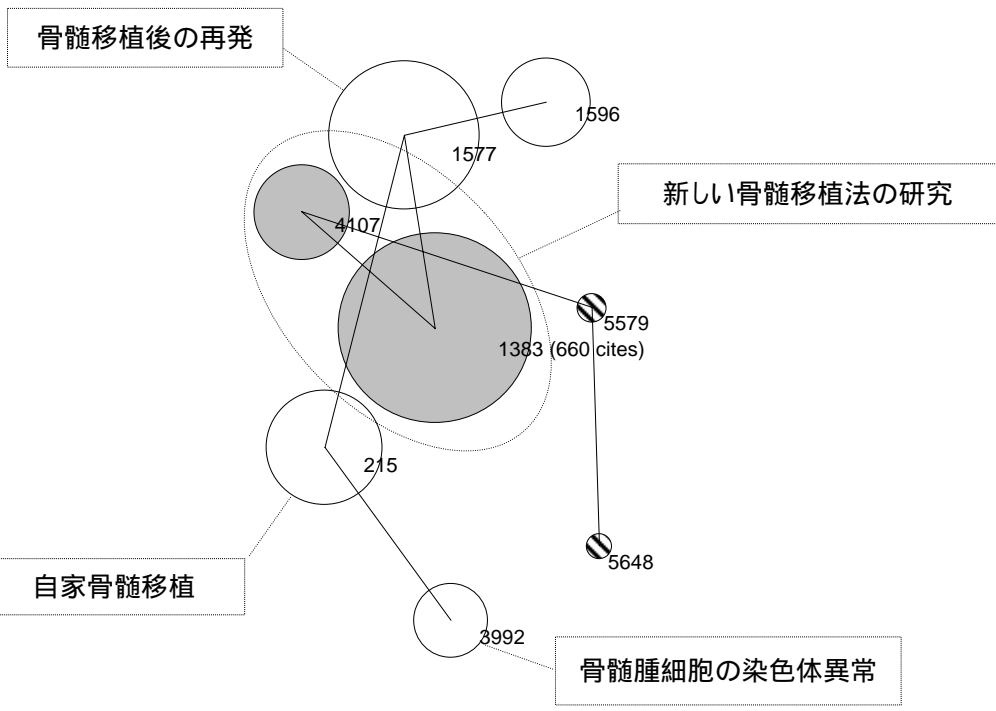 骨髄移植後の再発
1596
1577
新しい骨髄移植法の研究
4107
5579
1383 (660 cites)
215
5648
自家骨髄移植
3992
骨髄腫細胞の染色体異常